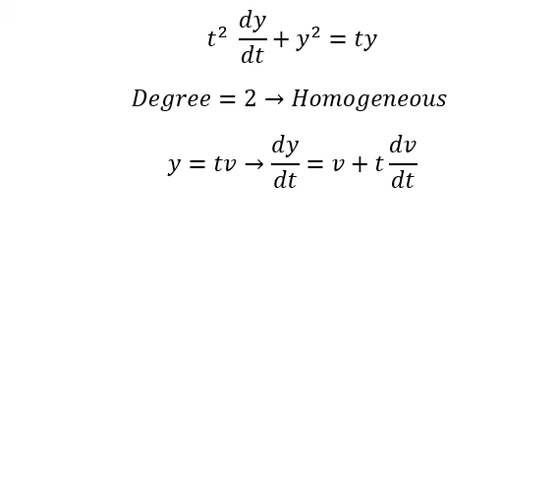 t² dy/dt + y² = ty
Degree = 2 → Homogeneous
y = tv → dy/dt = v + t dv/dt